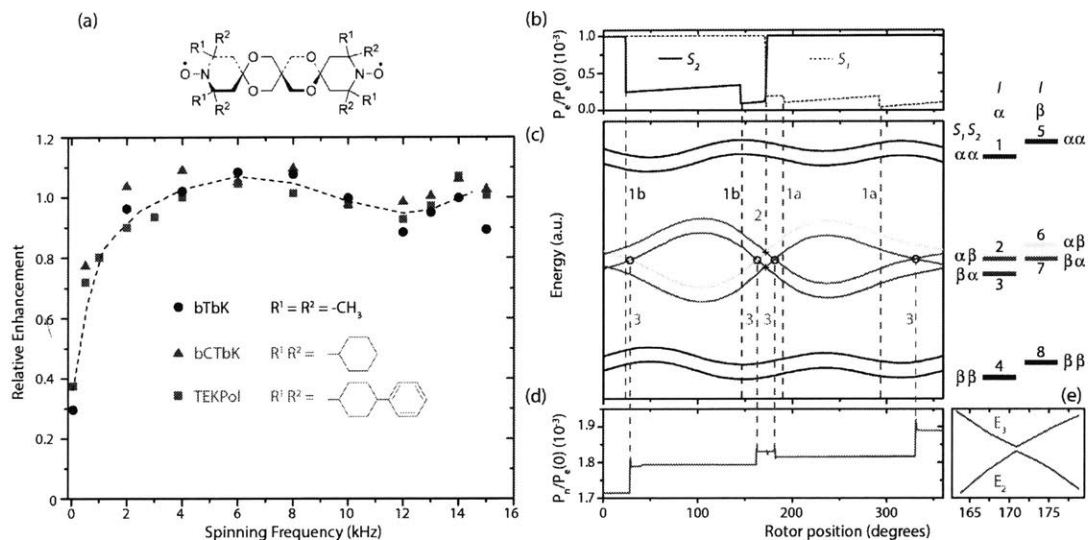 (a)
R¹ R² R¹ R²
O O
•O-N N-O•
O O
R¹ R² R¹ R²
Relative Enhancement
1.2
1.0
0.8
0.6
0.4
0.2
0.0
bTbK R¹ = R² = -CH₃
bCTbK R¹ R² =
TEKPol R¹ R² =
0 2 4 6 8 10 12 14 16
Spinning Frequency (kHz)
(b)
Pₑ/Pₑ(0) (10⁻³)
1.0
0.5
0.0
S₂ S₁
(c)
Energy (a.u.)
1b 1b 2 1a 1a
3 3 3 3
I I
α β
S₁ S₂
αα 1 5 αα
6
αβ 2 αβ
βα 3 7 βα
8
ββ 4 ββ
(d)
Pₙ/Pₑ(0) (10⁻³)
1.9
1.8
1.7
0 100 200 300
Rotor position (degrees)
(e)
E₃
E₂
165 170 175